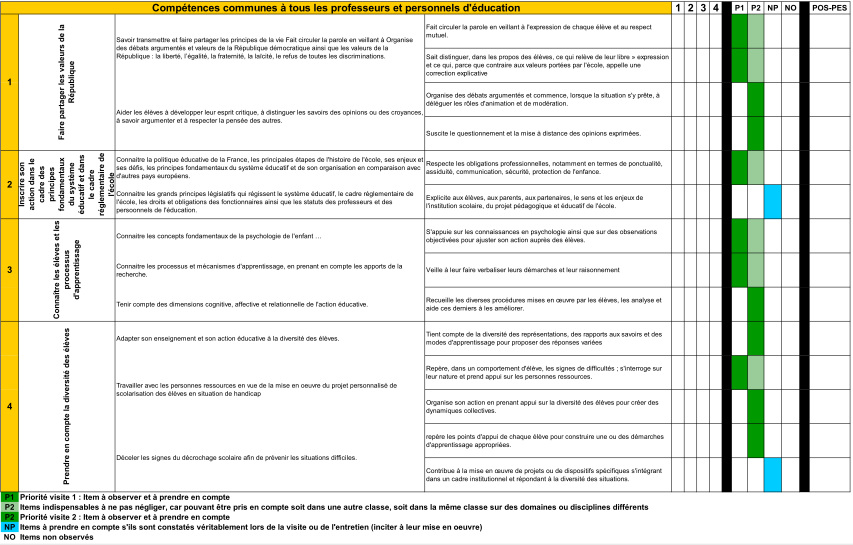 Compétences communes à tous les professeurs et personnels d'éducation
1 2 3 4 P1 P2 NP NO POS-PES
1
Faire partager les valeurs de la
République
Savoir transmettre et faire partager les principes de la vie Fait circuler la parole en veillant à Organise
des débats argumentés et valeurs de la République démocratique ainsi que les valeurs de la
République : la liberté, l'égalité, la fraternité, la laïcité, le refus de toutes les discriminations.
Aider les élèves à développer leur esprit critique, à distinguer les savoirs des opinions ou des croyances,
à savoir argumenter et à respecter la pensée des autres.
Fait circuler la parole en veillant à l'expression de chaque élève et au respect
mutuel.
Sait distinguer, dans les propos des élèves, ce qui relève de leur libre » expression
et ce qui, parce que contraire aux valeurs portées par l'école, appelle une
correction explicative
Organise des débats argumentés et commence, lorsque la situation s'y prête, à
déléguer les rôles d'animation et de modération.
Suscite le questionnement et la mise à distance des opinions exprimées.
2
Inscrire son
action dans le
cadre des
principes
fondamentaux
du système
éducatif et dans
le cadre
réglementaire de
l'école
Connaitre la politique éducative de la France, les principales étapes de l'histoire de l'école, ses enjeux et
ses défis, les principes fondamentaux du système éducatif et de son organisation en comparaison avec
d'autres pays européens.
Connaitre les grands principes législatifs qui régissent le système éducatif, le cadre règlementaire de
l'école, les droits et obligations des fonctionnaires ainsi que les statuts des professeurs et des
personnels de l'éducation.
Respecte les obligations professionnelles, notamment en termes de ponctualité,
assiduité, communication, sécurité, protection de l'enfance.
Explicite aux élèves, aux parents, aux partenaires, le sens et les enjeux de
l'institution scolaire, du projet pédagogique et éducatif de l'école.
3
Connaître les élèves et les
processus
d'apprentissage
Connaitre les concepts fondamentaux de la psychologie de l'enfant …
Connaitre les processus et mécanismes d'apprentissage, en prenant en compte les apports de la
recherche.
Tenir compte des dimensions cognitive, affective et relationnelle de l'action éducative.
S'appuie sur les connaissances en psychologie ainsi que sur des observations
objectivées pour ajuster son action auprès des élèves.
Veille à leur faire verbaliser leurs démarches et leur raisonnement
Recueille les diverses procédures mises en œuvre par les élèves, les analyse et
aide ces derniers à les améliorer.
4
Prendre en compte la diversité des élèves
Adapter son enseignement et son action éducative à la diversité des élèves.
Travailler avec les personnes ressources en vue de la mise en oeuvre du projet personnalisé de
scolarisation des élèves en situation de handicap
Déceler les signes du décrochage scolaire afin de prévenir les situations difficiles.
Tient compte de la diversité des représentations, des rapports aux savoirs et des
modes d'apprentissage pour proposer des réponses variées
Repère, dans un comportement d'élève, les signes de difficultés ; s'interroge sur
leur nature et prend appui sur les personnes ressources.
Organise son action en prenant appui sur la diversité des élèves pour créer des
dynamiques collectives.
repère les points d'appui de chaque élève pour construire une ou des démarches
d'apprentissage appropriées.
Contribue à la mise en œuvre de projets ou de dispositifs spécifiques s'intégrant
dans un cadre institutionnel et répondant à la diversité des situations.
P1 Priorité visite 1 : Item à observer et à prendre en compte
P2 Items indispensables à ne pas négliger, car pouvant être pris en compte soit dans une autre classe, soit dans la même classe sur des domaines ou disciplines différents
P2 Priorité visite 2 : Item à observer et à prendre en compte
NP Items à prendre en compte s'ils sont constatés véritablement lors de la visite ou de l'entretien (inciter à leur mise en oeuvre)
NO Items non observés